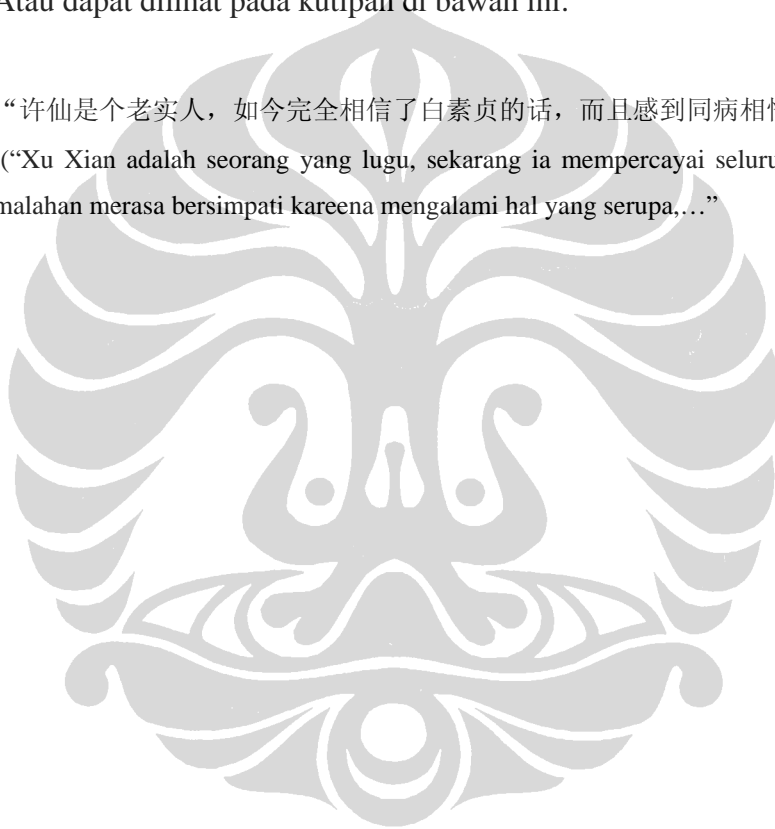 Atau dapat dilihat pada kutipan di bawah ini:
“许仙是个老实人，如今完全相信了白素贞的话，而且感到同病相
(“Xu Xian adalah seorang yang lugu, sekarang ia mempercayai
malahan merasa bersimpati kareena mengalami hal yang serupa,…”